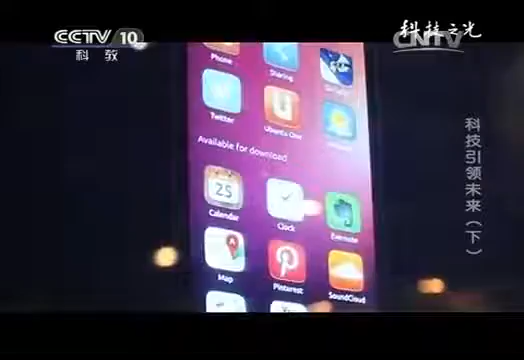 CCTV 10
科教
科技之光
CNTV
Phone
Sharing
Twitter
Ubuntu One
Available for download
25
Calendar
Clock
Evernote
A
Map
Pinterest
SoundCloud
科技引领未来（下）